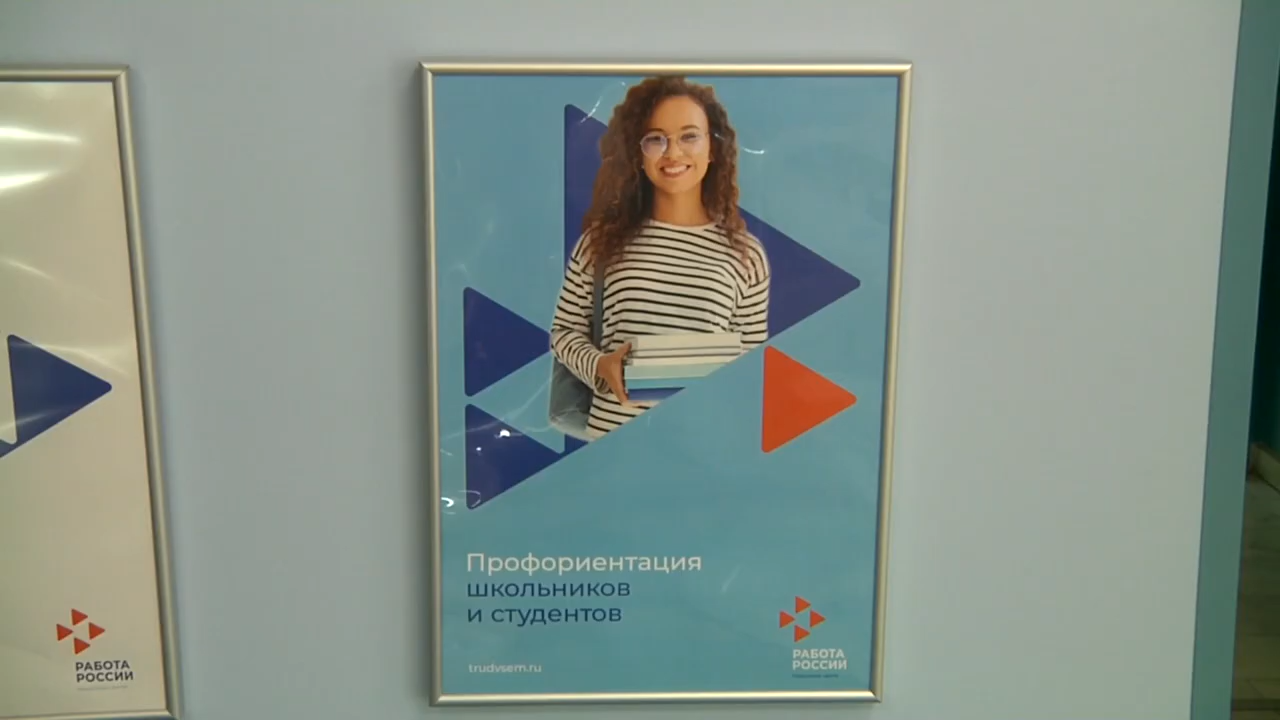 Профориентация
школьников
и студентов
trudvsem.ru
РАБОТА
РОССИИ
РАБОТА
РОССИИ